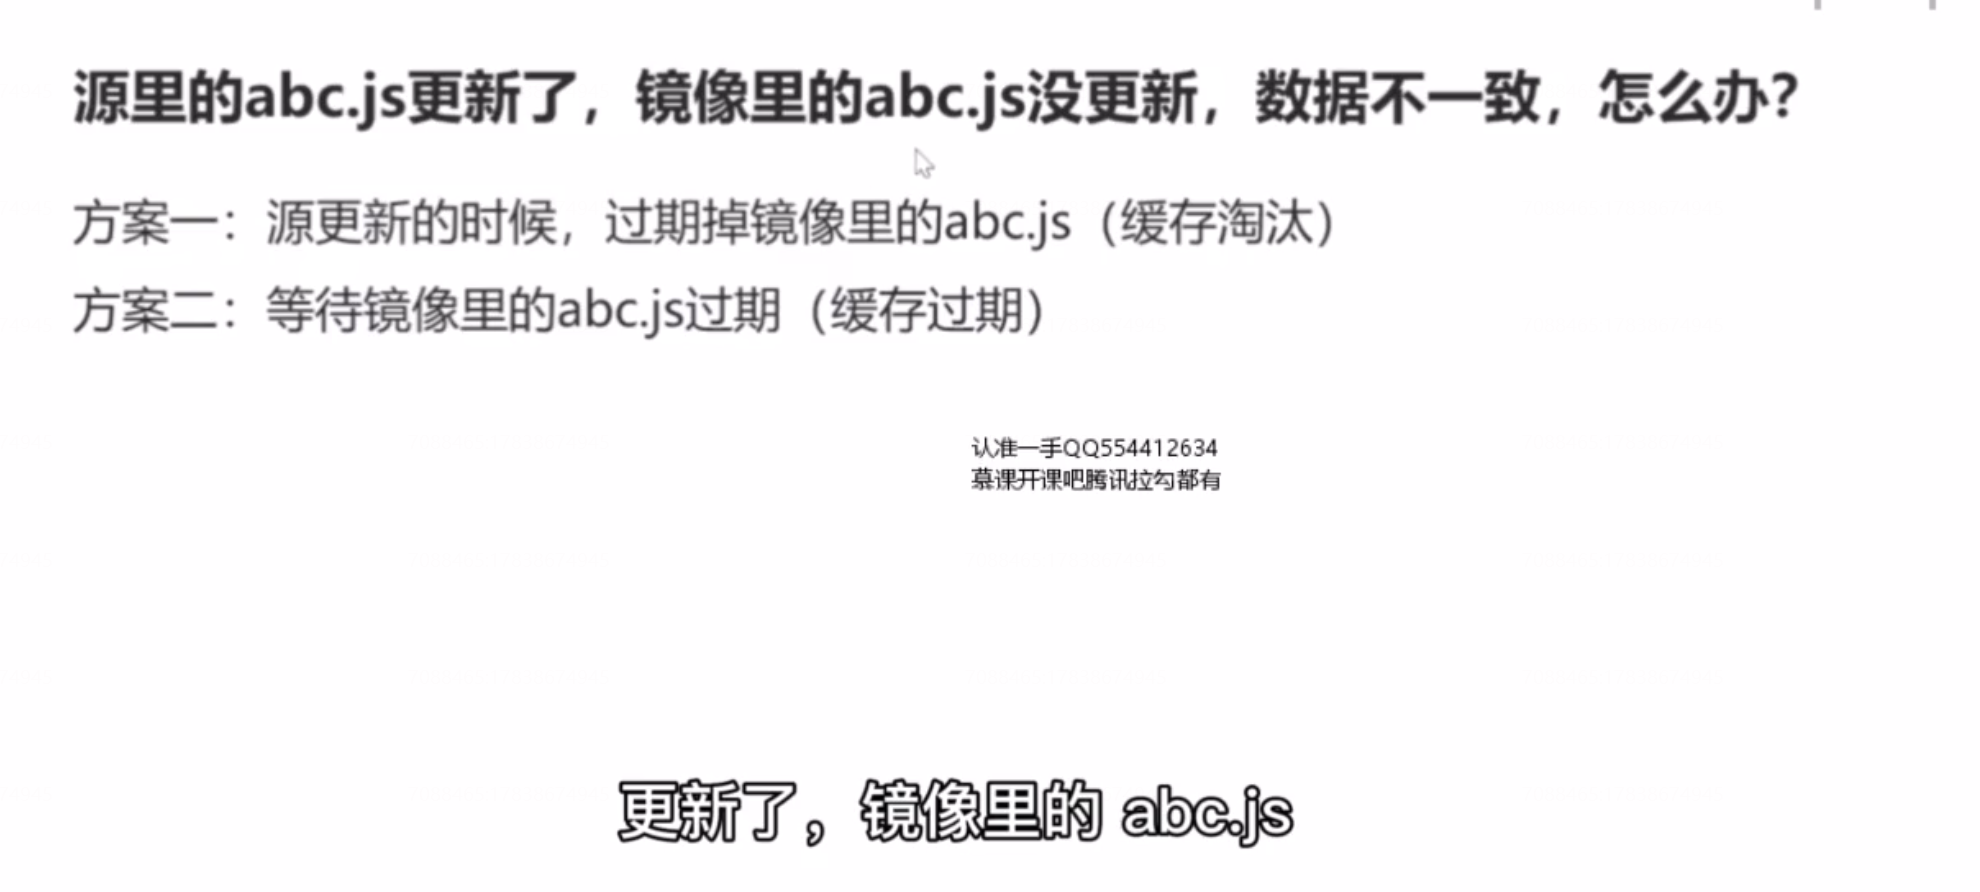 源里的abc.js更新了，镜像里的abc.js没更新，数据不一致，怎么办？
方案一：源更新的时候，过期掉镜像里的abc.js（缓存淘汰）
方案二：等待镜像里的abc.js过期（缓存过期）
认准一手QQ554412634
慕课开课吧腾讯拉勾都有
更新了，镜像里的 abc.js